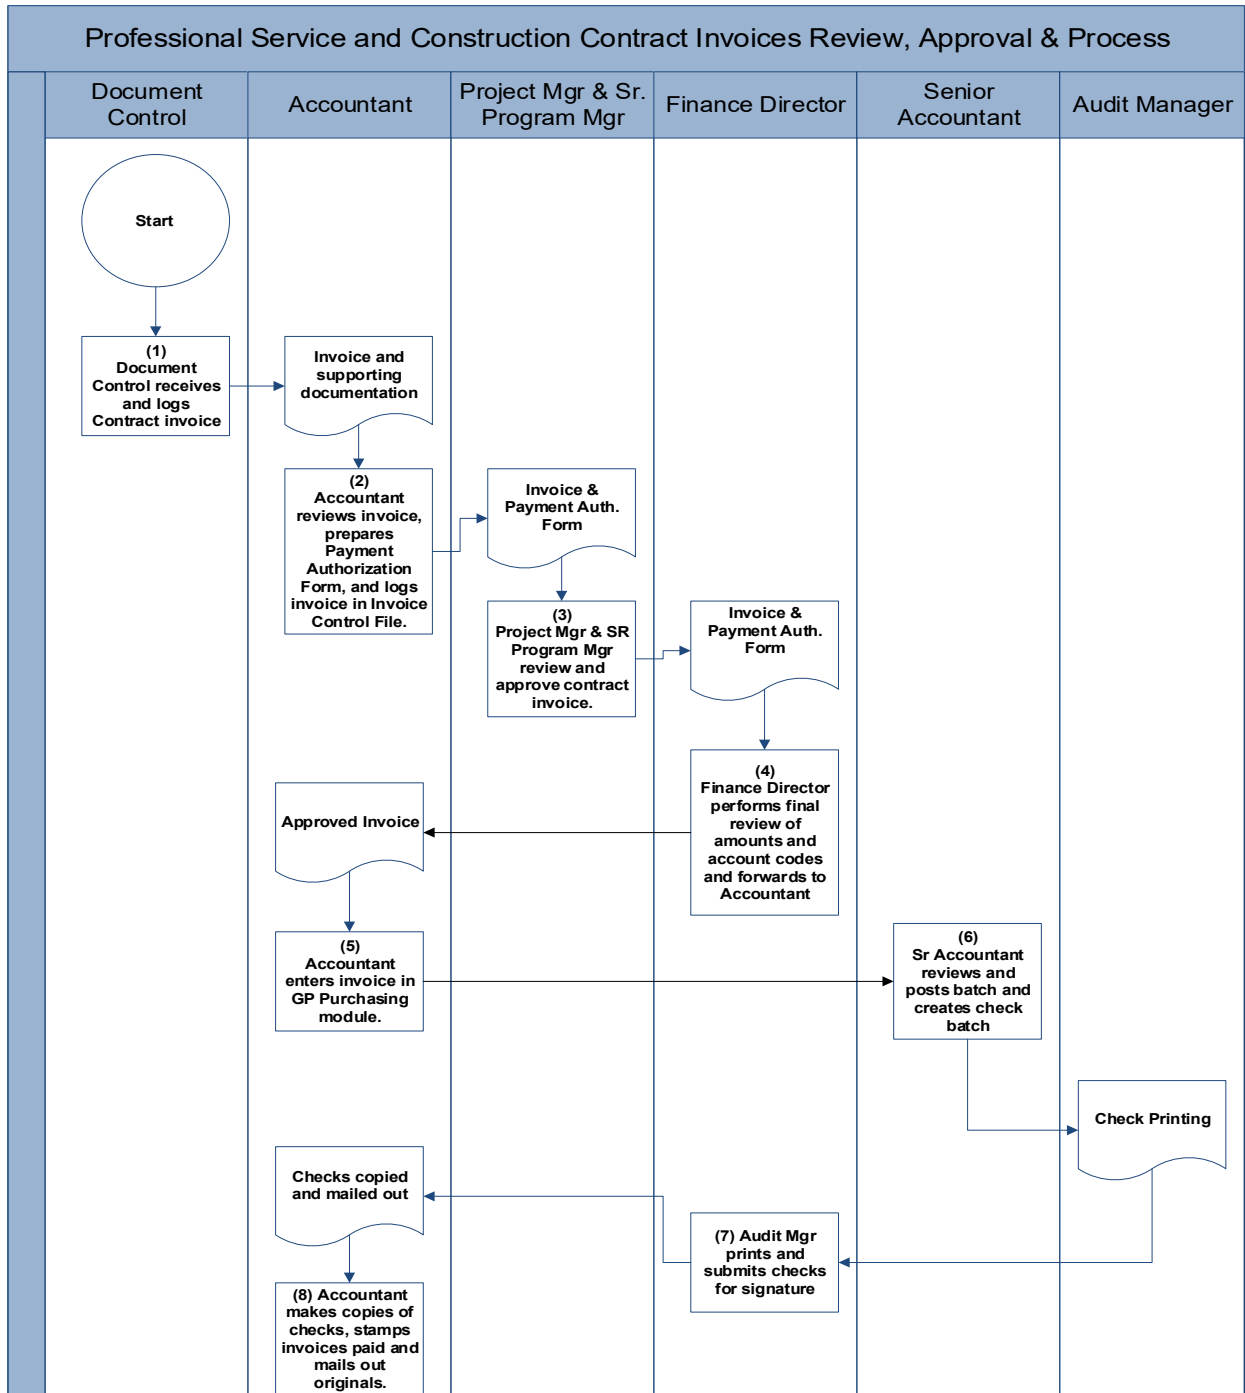 Professional Service and Construction Contract Invoices Review, Approval & Process
Document
Control
Accountant
Project Mgr & Sr.
Program Mgr
Finance Director
Senior
Accountant
Audit Manager
Start
(1)
Document
Control receives
and logs
Contract invoice
Invoice and
supporting
documentation
(2)
Accountant
reviews invoice,
prepares
Payment
Authorization
Form, and logs
invoice in Invoice
Control File.
Invoice &
Payment Auth.
Form
(3)
Project Mgr & SR
Program Mgr
review and
approve contract
invoice.
Invoice &
Payment Auth.
Form
(4)
Finance Director
performs final
review of
amounts and
account codes
and forwards to
Accountant
Approved Invoice
(5)
Accountant
enters invoice in
GP Purchasing
module.
(6)
Sr Accountant
reviews and
posts batch and
creates check
batch
Check Printing
(7) Audit Mgr
prints and
submits checks
for signature
Checks copied
and mailed out
(8) Accountant
makes copies of
checks, stamps
invoices paid and
mails out
originals.